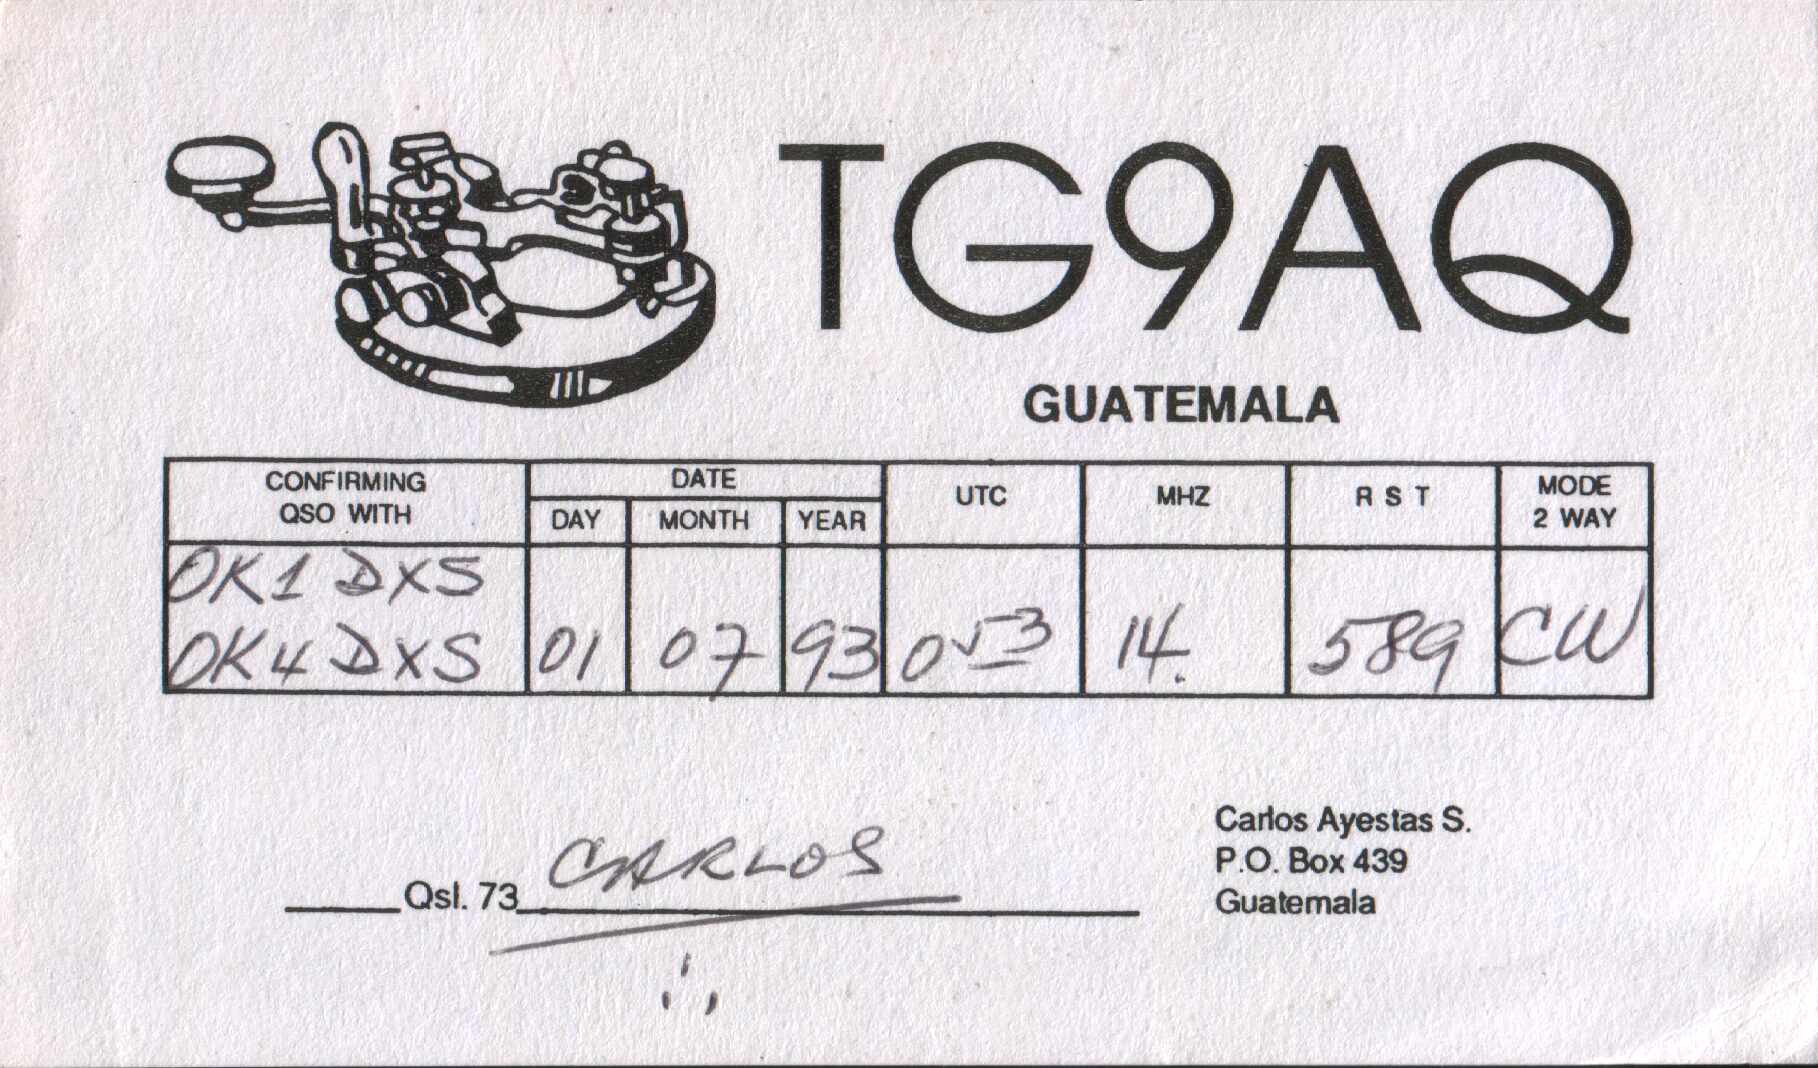 TG9AQ
GUATEMALA
CONFIRMING QSO WITH
DATE
DAY MONTH YEAR
UTC
MHZ
R S T
MODE 2 WAY
OK1DXS
OK4DXS 01 07 93 0053 14. 589 CW
Qsl. 73 CARLOS
Carlos Ayestas S.
P.O. Box 439
Guatemala